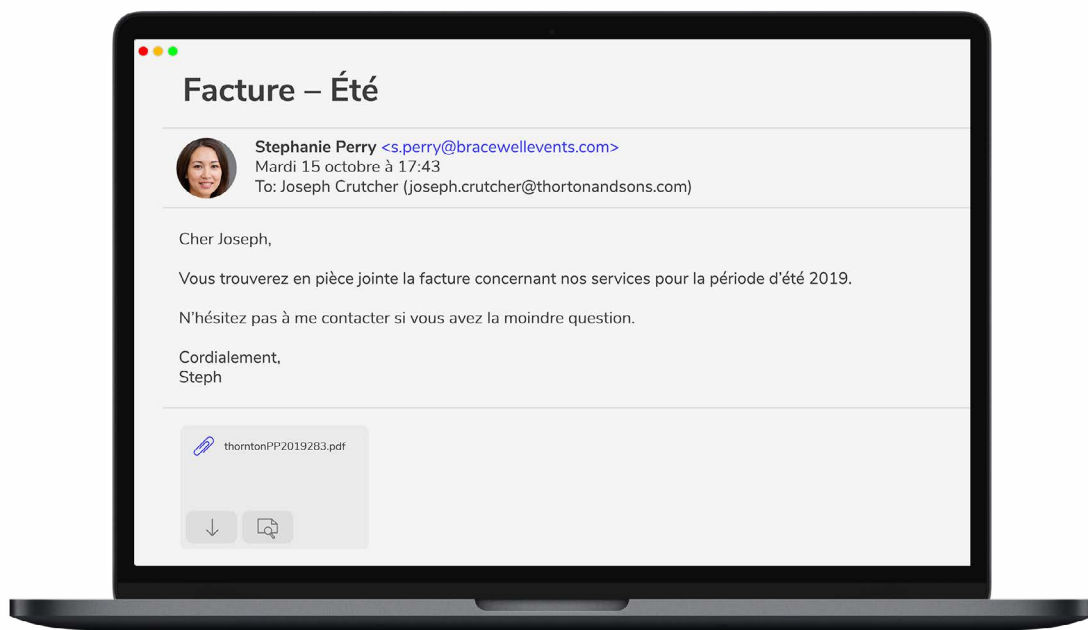 Facture – Été
Stephanie Perry <s.perry@bracewellevents.com>
Mardi 15 octobre à 17:43
To: Joseph Crutcher (joseph.crutcher@thortonandsons.com)
Cher Joseph,
Vous trouverez en pièce jointe la facture concernant nos services pour la période d’été 2019.
N’hésitez pas à me contacter si vous avez la moindre question.
Cordialement,
Steph
thorntonPP2019283.pdf